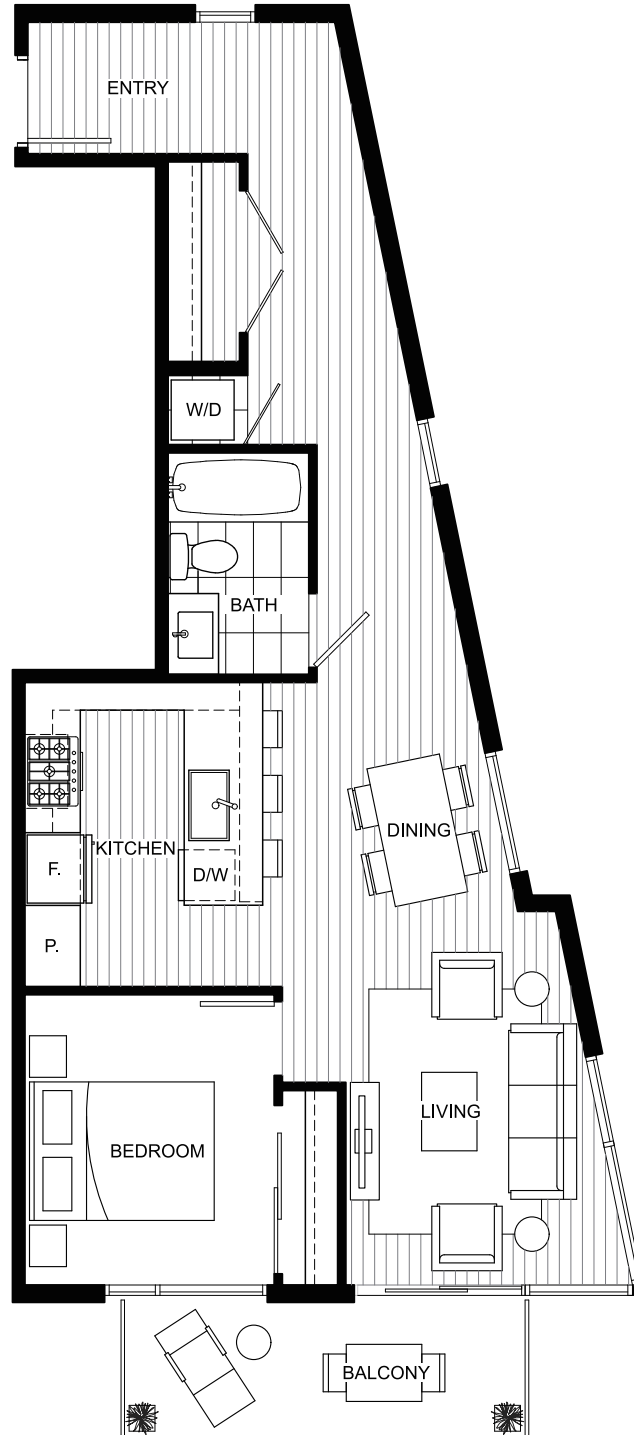 ENTRY
W/D
BATH
DINING
KITCHEN
F.
D/W
P.
LIVING
BEDROOM
BALCONY